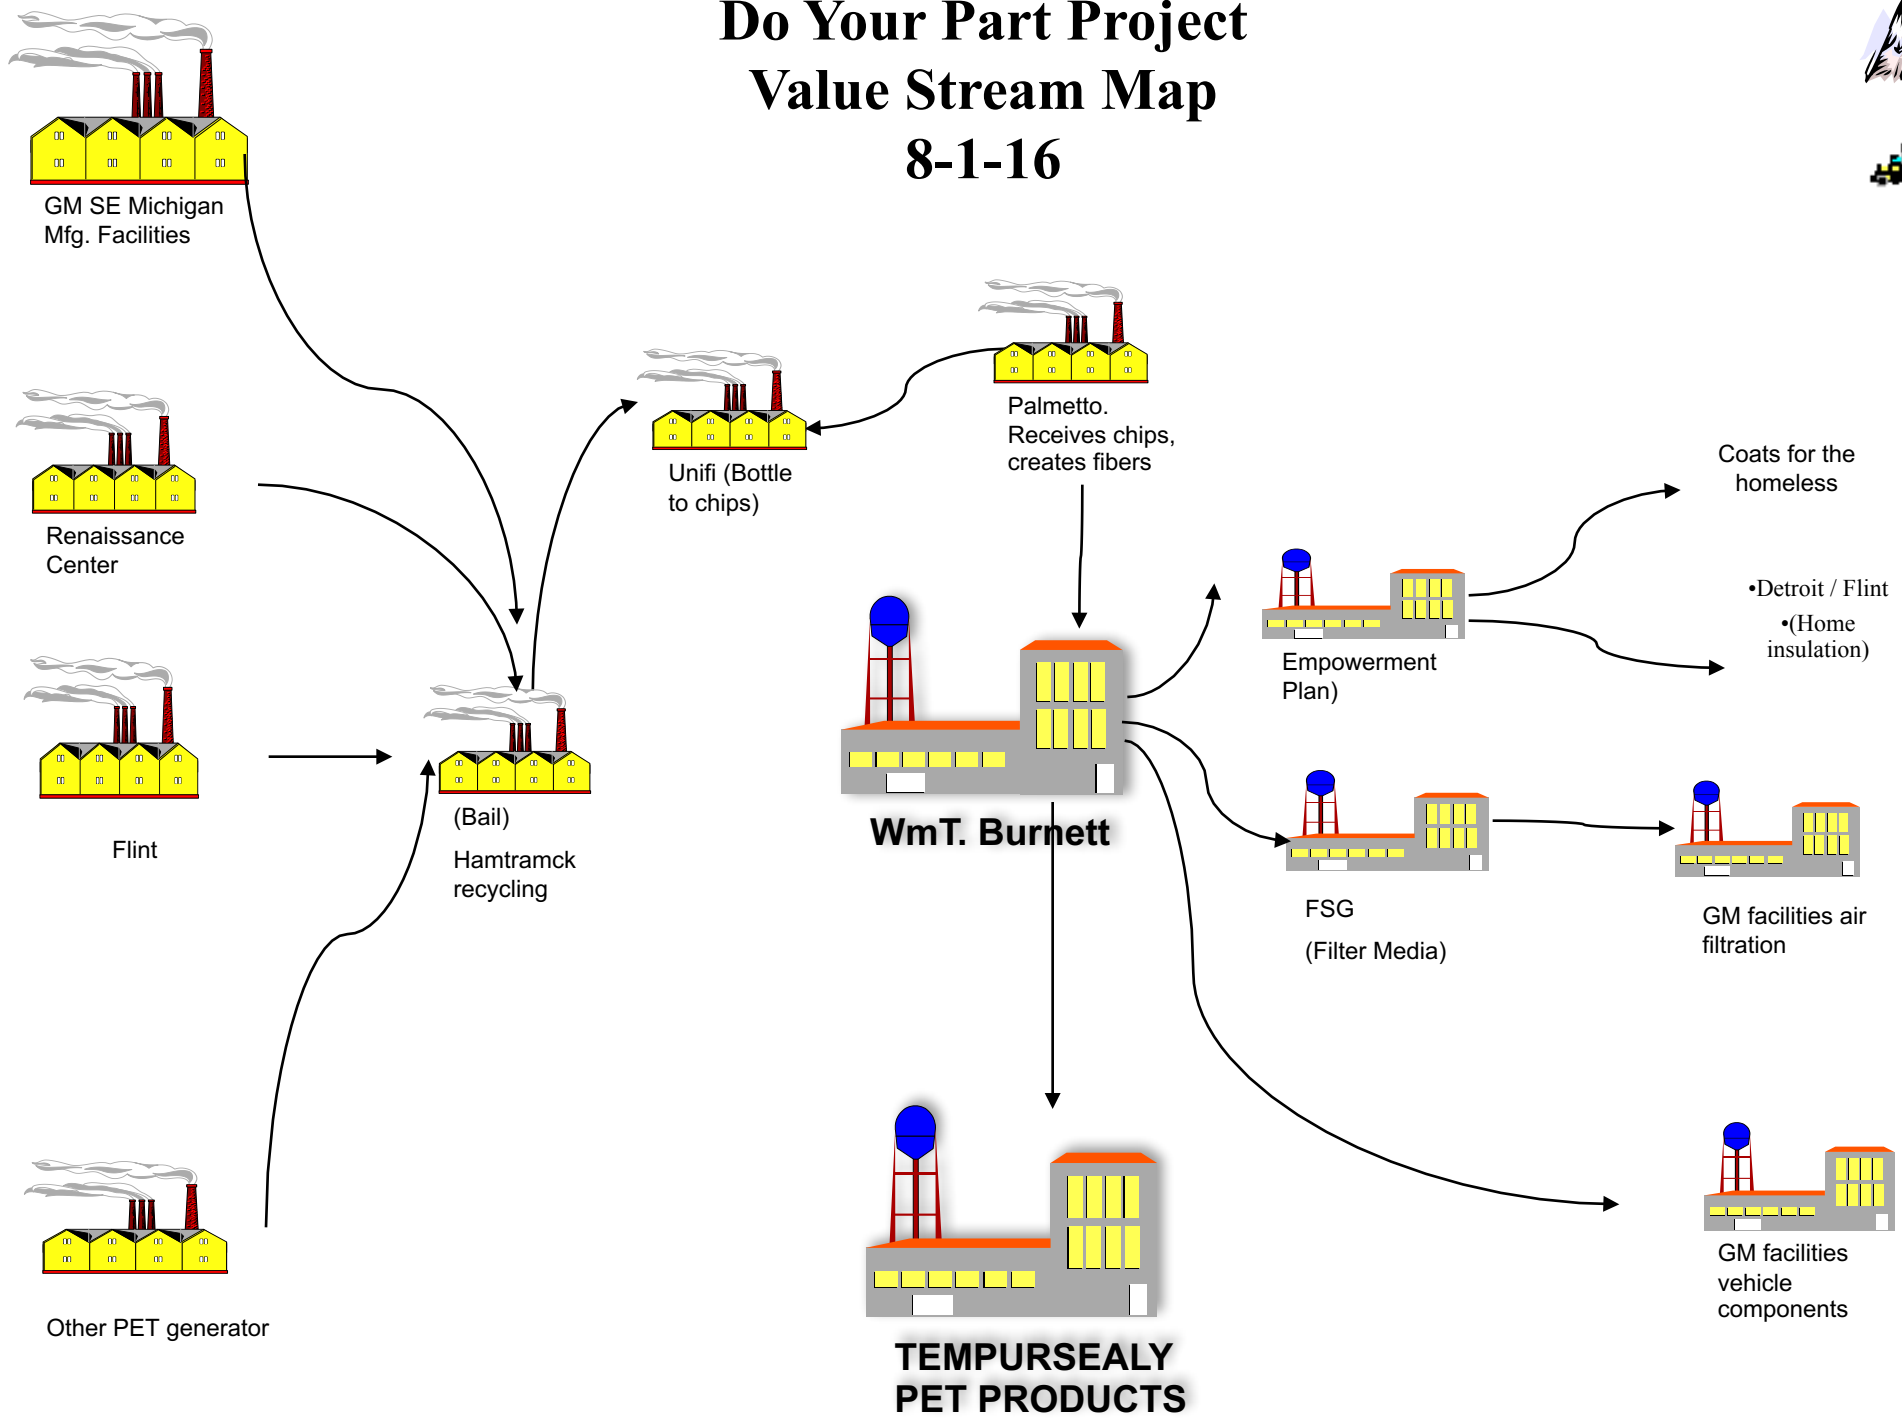 Do Your Part Project
Value Stream Map
8-1-16
GM SE Michigan
Mfg. Facilities
Renaissance
Center
Flint
Other PET generator
(Bail)
Hamtramck
recycling
Unifi (Bottle
to chips)
Palmetto.
Receives chips,
creates fibers
WmT. Burnett
TEMPURSEALY
PET PRODUCTS
Empowerment
Plan)
Coats for the
homeless
•Detroit / Flint
•(Home
insulation)
FSG
(Filter Media)
GM facilities air
filtration
GM facilities
vehicle
components